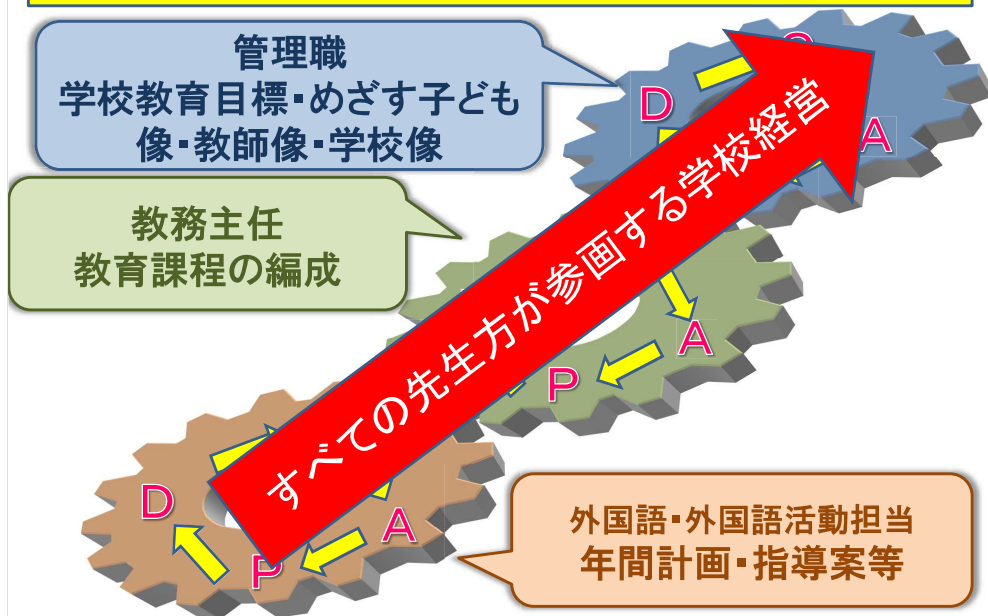 管理職
学校教育目標・めざす子ども
像・教師像・学校像
D
A
教務主任
教育課程の編成
すべての先生方が参画する学校経営
A
P
D
A
P
外国語・外国語活動担当
年間計画・指導案等